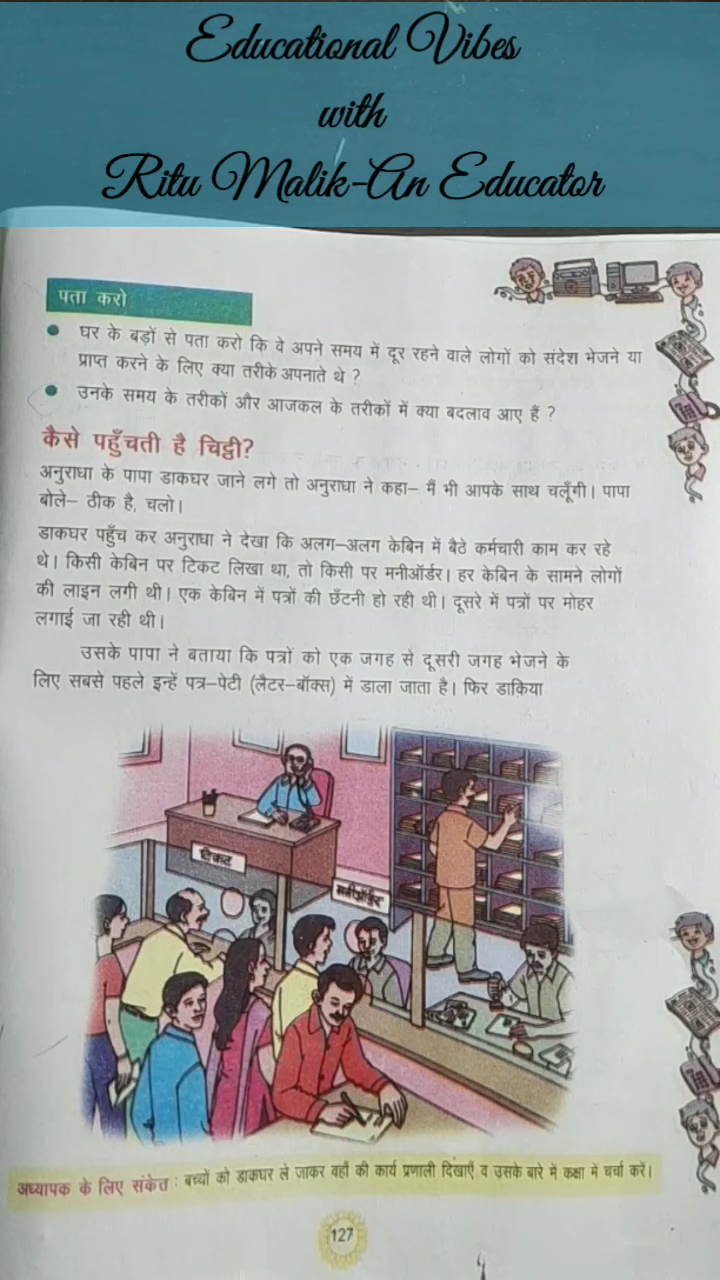 Educational Vibes
with
Ritu Malik-An Educator
पता करो
● घर के बड़ों से पता करो कि वे अपने समय में दूर रहने वाले लोगों को संदेश भेजने या
प्राप्त करने के लिए क्या तरीके अपनाते थे ?
● उनके समय के तरीकों और आजकल के तरीकों में क्या बदलाव आए हैं ?
कैसे पहुँचती है चिट्ठी?
अनुराधा के पापा डाकघर जाने लगे तो अनुराधा ने कहा– मैं भी आपके साथ चलूँगी। पापा
बोले– ठीक है, चलो।
डाकघर पहुँच कर अनुराधा ने देखा कि अलग–अलग केबिन में बैठे कर्मचारी काम कर रहे
थे। किसी केबिन पर टिकट लिखा था, तो किसी पर मनीऑर्डर। हर केबिन के सामने लोगों
की लाइन लगी थी। एक केबिन में पत्रों की छँटनी हो रही थी। दूसरे में पत्रों पर मोहर
लगाई जा रही थी।
उसके पापा ने बताया कि पत्रों को एक जगह से दूसरी जगह भेजने के
लिए सबसे पहले इन्हें पत्र–पेटी (लैटर–बॉक्स) में डाला जाता है। फिर डाकिया
टिकट
मनीऑर्डर
अध्यापक के लिए संकेत : बच्चों को डाकघर ले जाकर वहाँ की कार्य प्रणाली दिखाएँ व उसके बारे में कक्षा में चर्चा करें।
127